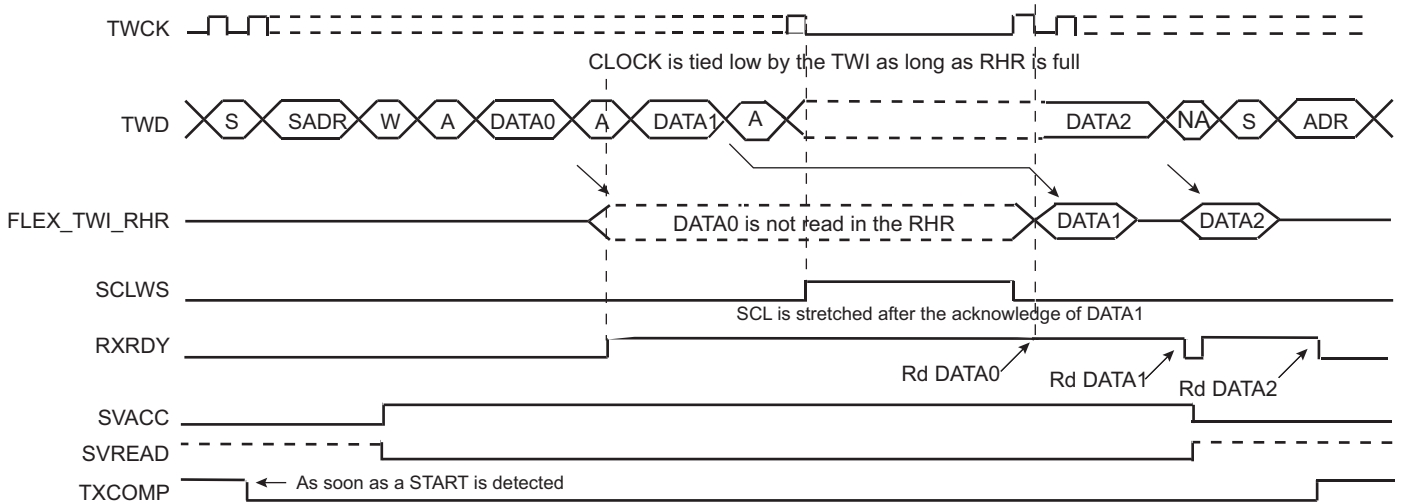 TWCK
CLOCK is tied low by the TWI as long as RHR is full
TWD S SADR W A DATA0 A DATA1 A DATA2 NA S ADR
FLEX_TWI_RHR DATA0 is not read in the RHR DATA1 DATA2
SCLWS
SCL is stretched after the acknowledge of DATA1
RXRDY
Rd DATA0 Rd DATA1 Rd DATA2
SVACC
SVREAD
TXCOMP As soon as a START is detected